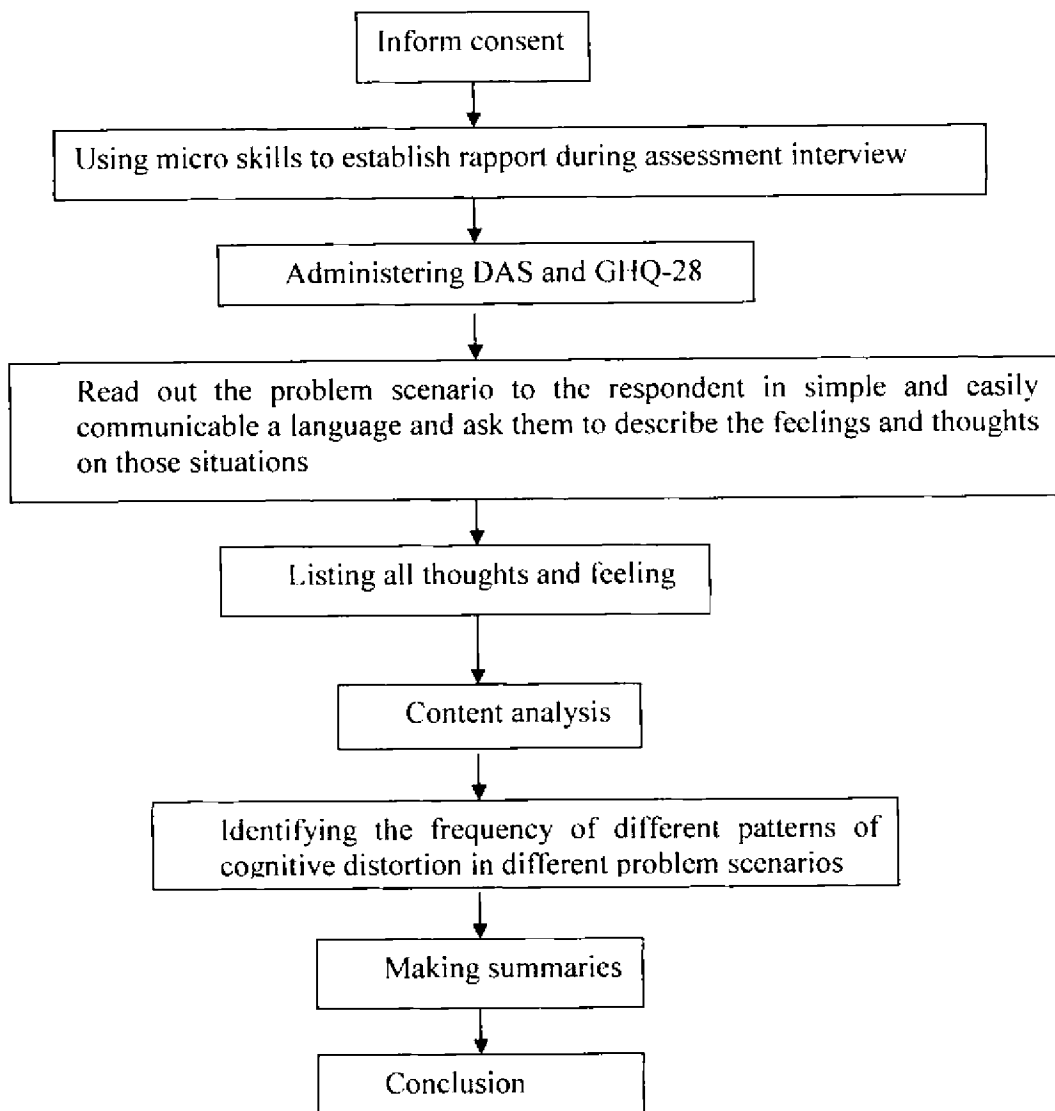 Inform consent
Using micro skills to establish rapport during assessment interview
Administering DAS and GHQ-28
Read out the problem scenario to the respondent in simple and easily
communicable a language and ask them to describe the feelings and thoughts
on those situations
Listing all thoughts and feeling
Content analysis
Identifying the frequency of different patterns of
cognitive distortion in different problem scenarios
Making summaries
Conclusion